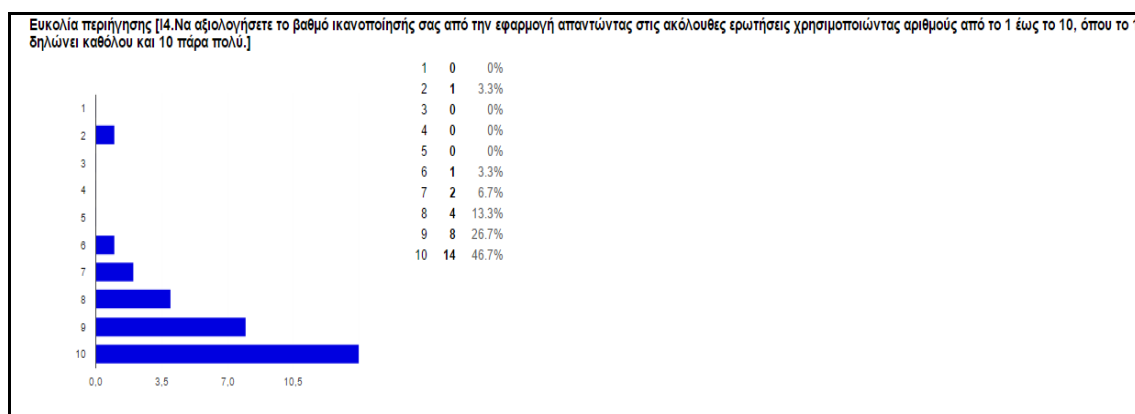 Ευκολία περιήγησης [Ι4.Να αξιολογήσετε το βαθμό ικανοποίησής σας από την εφαρμογή απαντώντας στις ακόλουθες ερωτήσεις χρησιμοποιώντας αριθμούς από το 1 έως το 10, όπου το 1
δηλώνει καθόλου και 10 πάρα πολύ.]
1 0 0%
2 1 3.3%
3 0 0%
4 0 0%
5 0 0%
6 1 3.3%
7 2 6.7%
8 4 13.3%
9 8 26.7%
10 14 46.7%
1
2
3
4
5
6
7
8
9
10
0,0 3,5 7,0 10,5